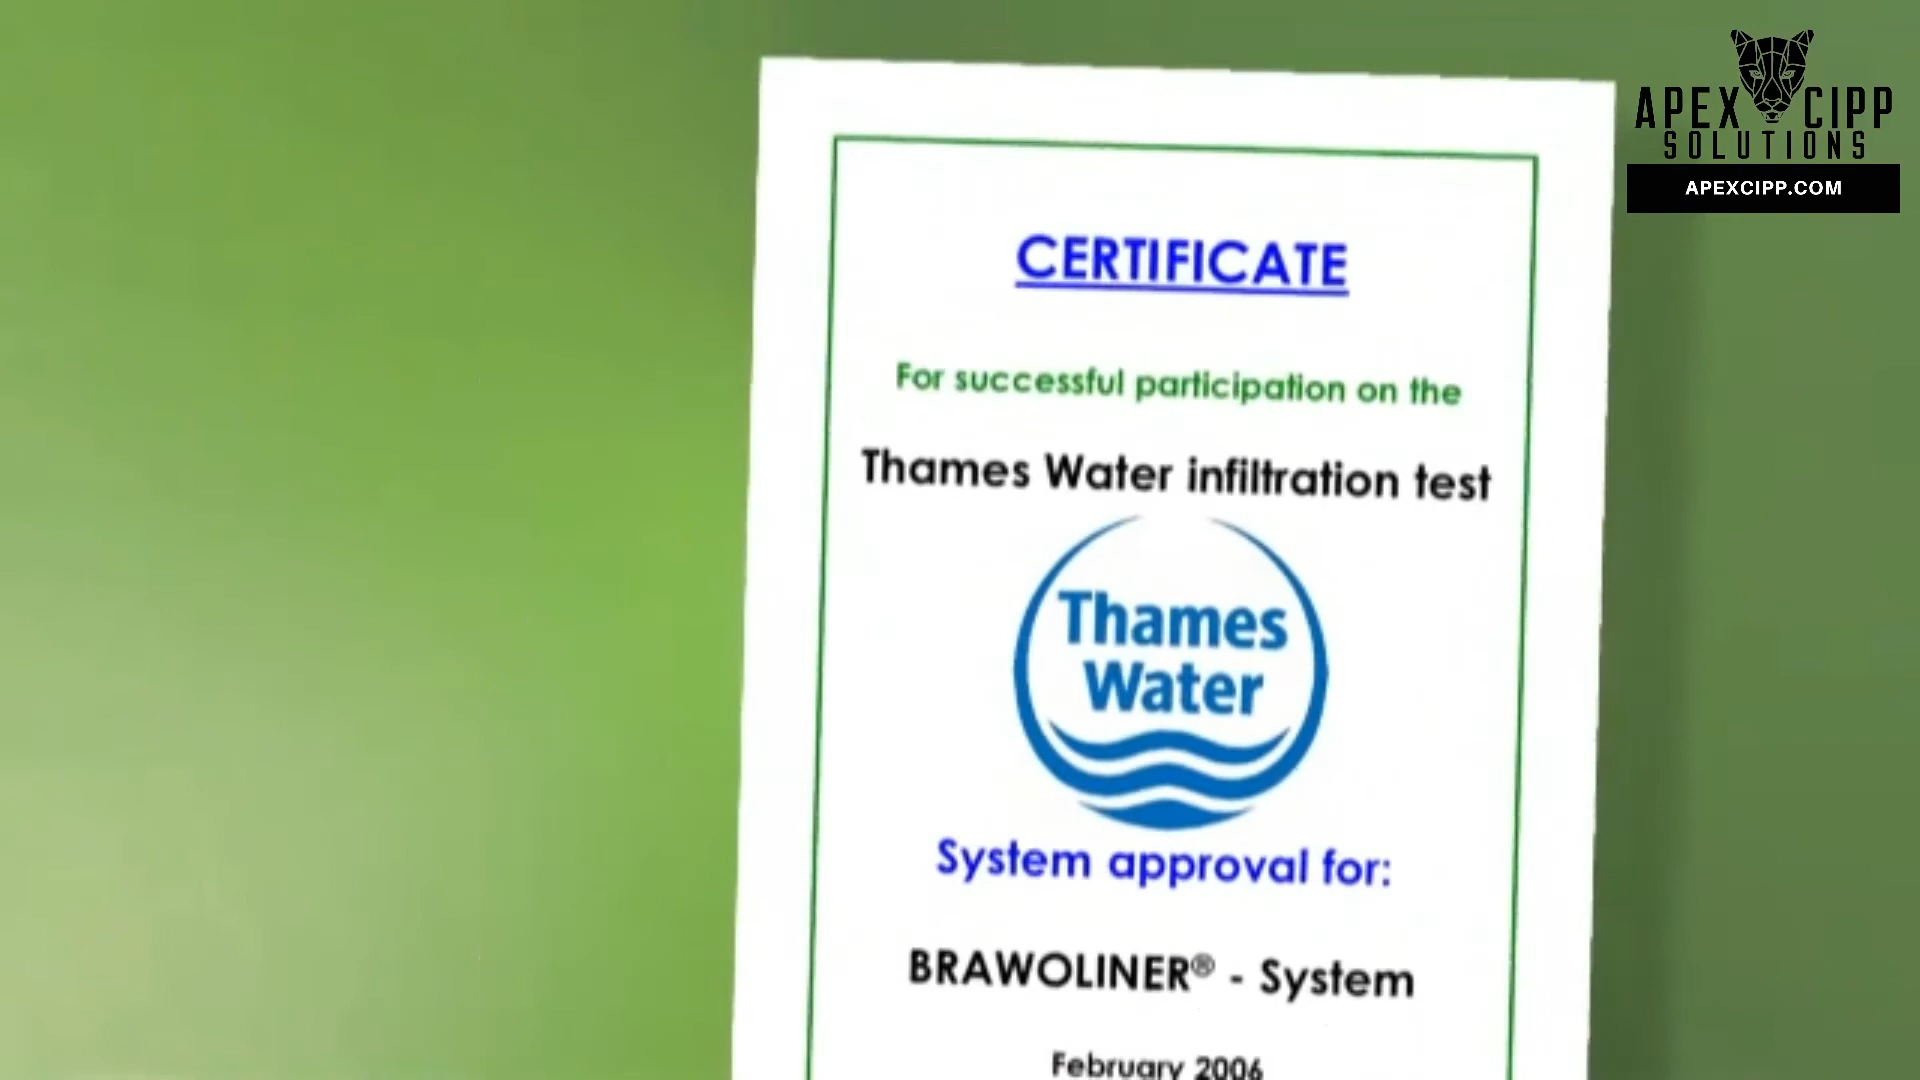 APEX CIPP
SOLUTIONS
APEXCIPP.COM
CERTIFICATE
For successful participation on the
Thames Water infiltration test
Thames
Water
System approval for:
BRAWOLINER® - System
February 2006